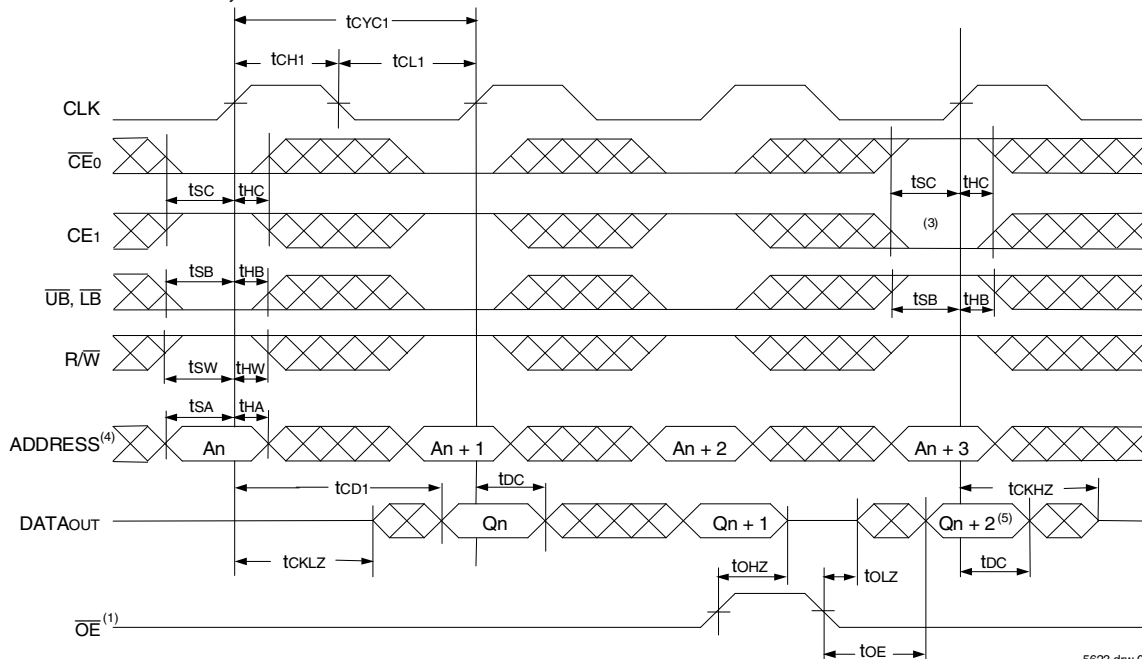 tCYC1
tCH1 tCL1
CLK
CE0
tSC tHC tSC tHC
CE1 (3)
tSB tHB
UB, LB tSB tHB
R/W
tSW tHW
tSA tHA
ADDRESS(4) An An + 1 An + 2 An + 3
tCD1 tDC tCKHZ
DATAOUT Qn Qn + 1 Qn + 2(5)
tCKLZ tOHZ tOLZ tDC
OE(1)
tOE